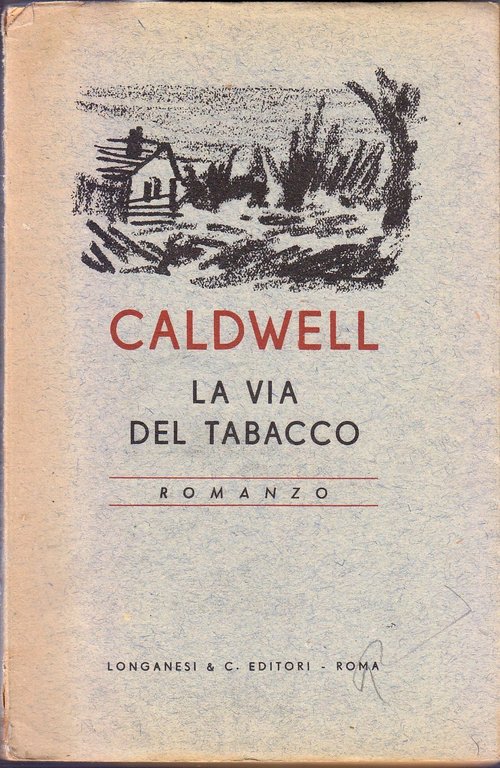 CALDWELL
LA VIA
DEL TABACCO
ROMANZO
LONGANESI & C. EDITORI - ROMA